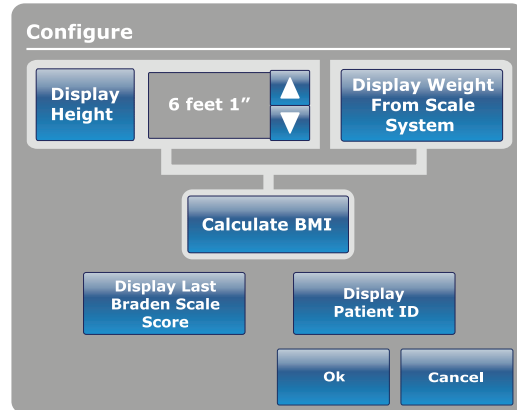 Configure
Display
Height
6 feet 1”
Display Weight
From Scale
System
Calculate BMI
Display Last
Braden Scale
Score
Display
Patient ID
Ok
Cancel